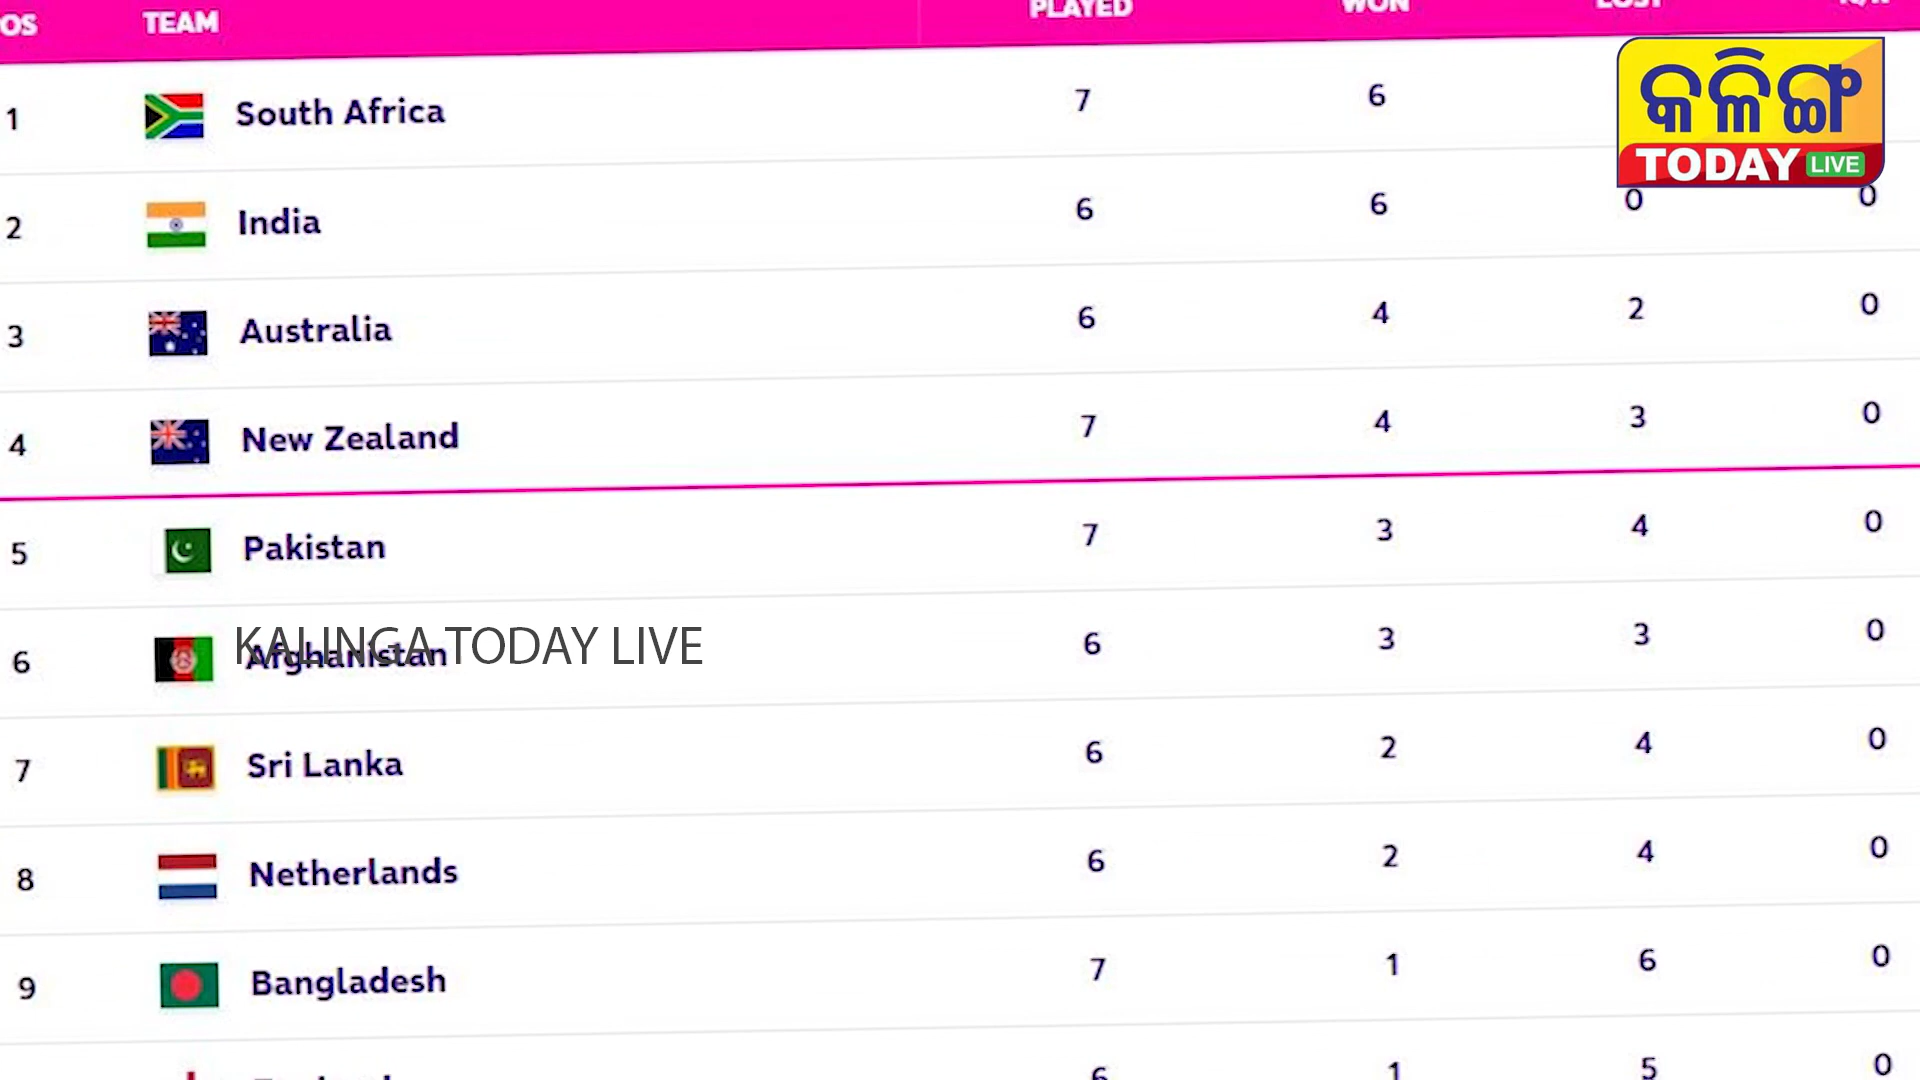 POS TEAM PLAYED WON LOST N/R
1 South Africa 7 6
2 India 6 6 0 0
3 Australia 6 4 2 0
4 New Zealand 7 4 3 0
5 Pakistan 7 3 4 0
6 Afghanistan 6 3 3 0
7 Sri Lanka 6 2 4 0
8 Netherlands 6 2 4 0
9 Bangladesh 7 1 6 0
6 1 5 0
କଳିଙ୍ଗ
TODAY LIVE
KALINGA TODAY LIVE